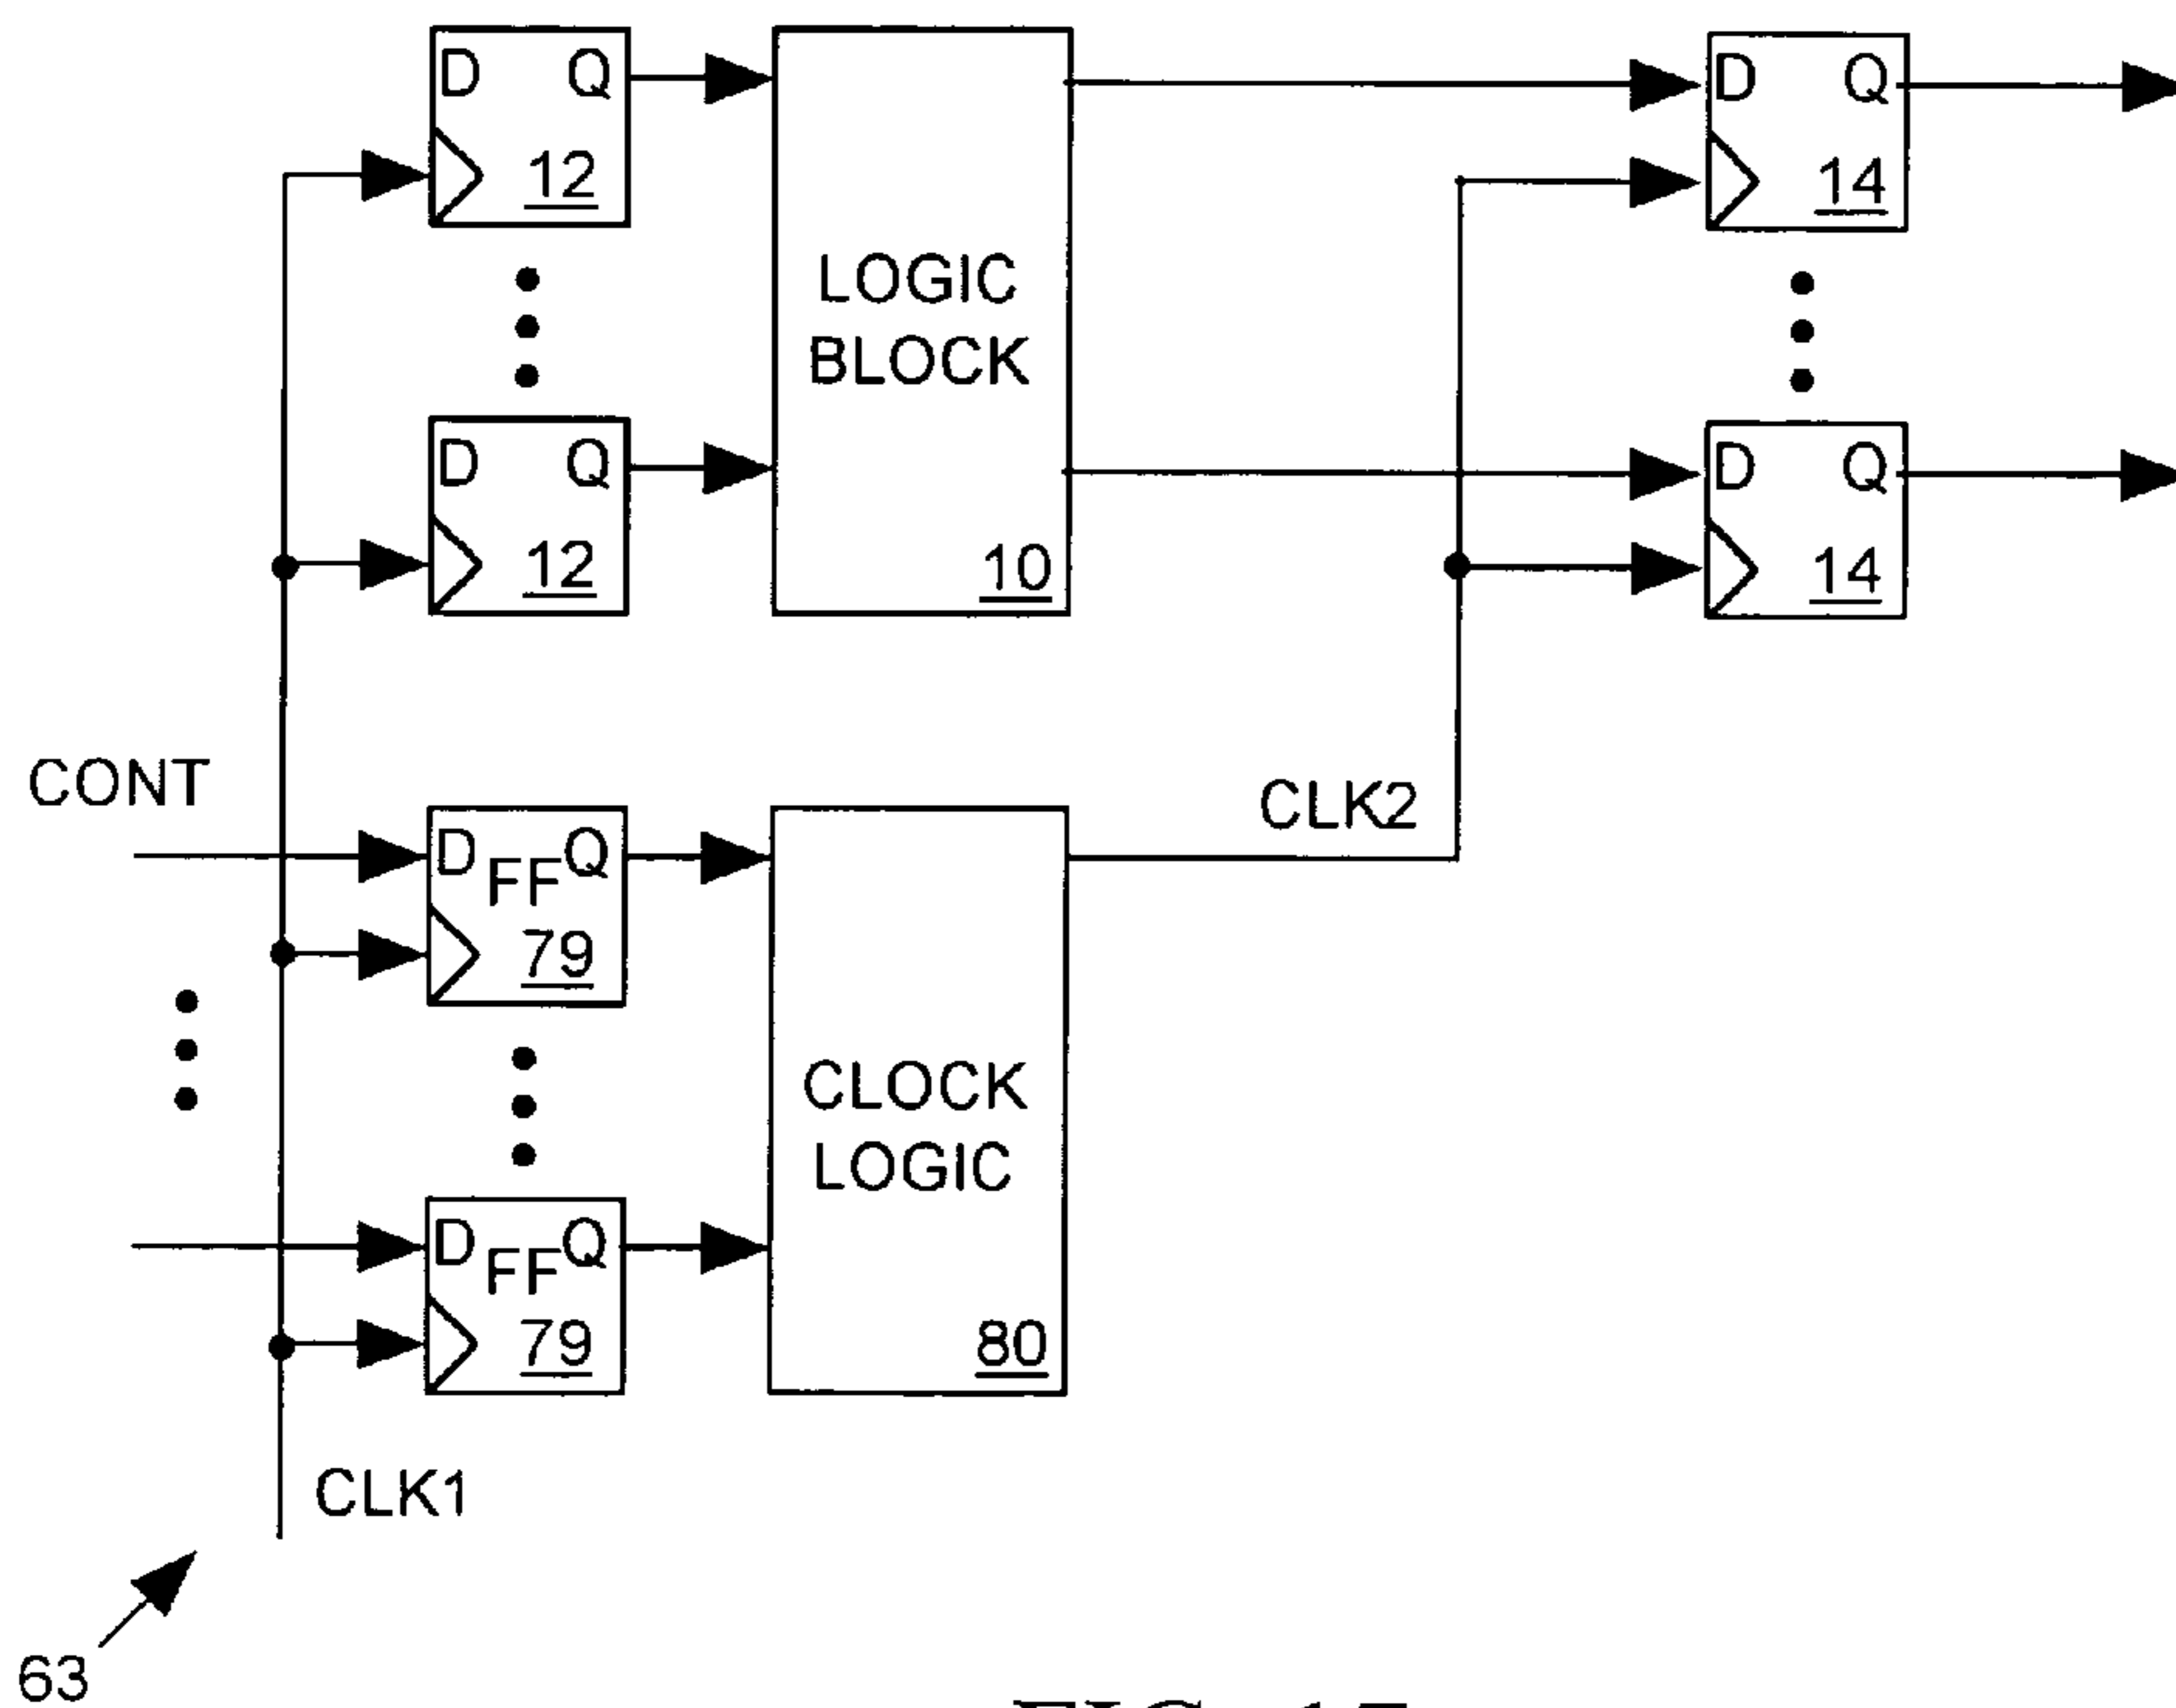 D Q
12
D Q
12
LOGIC
BLOCK
10
D Q
14
D Q
14
CONT
D FF Q
79
D FF Q
79
CLOCK
LOGIC
80
CLK2
CLK1
63